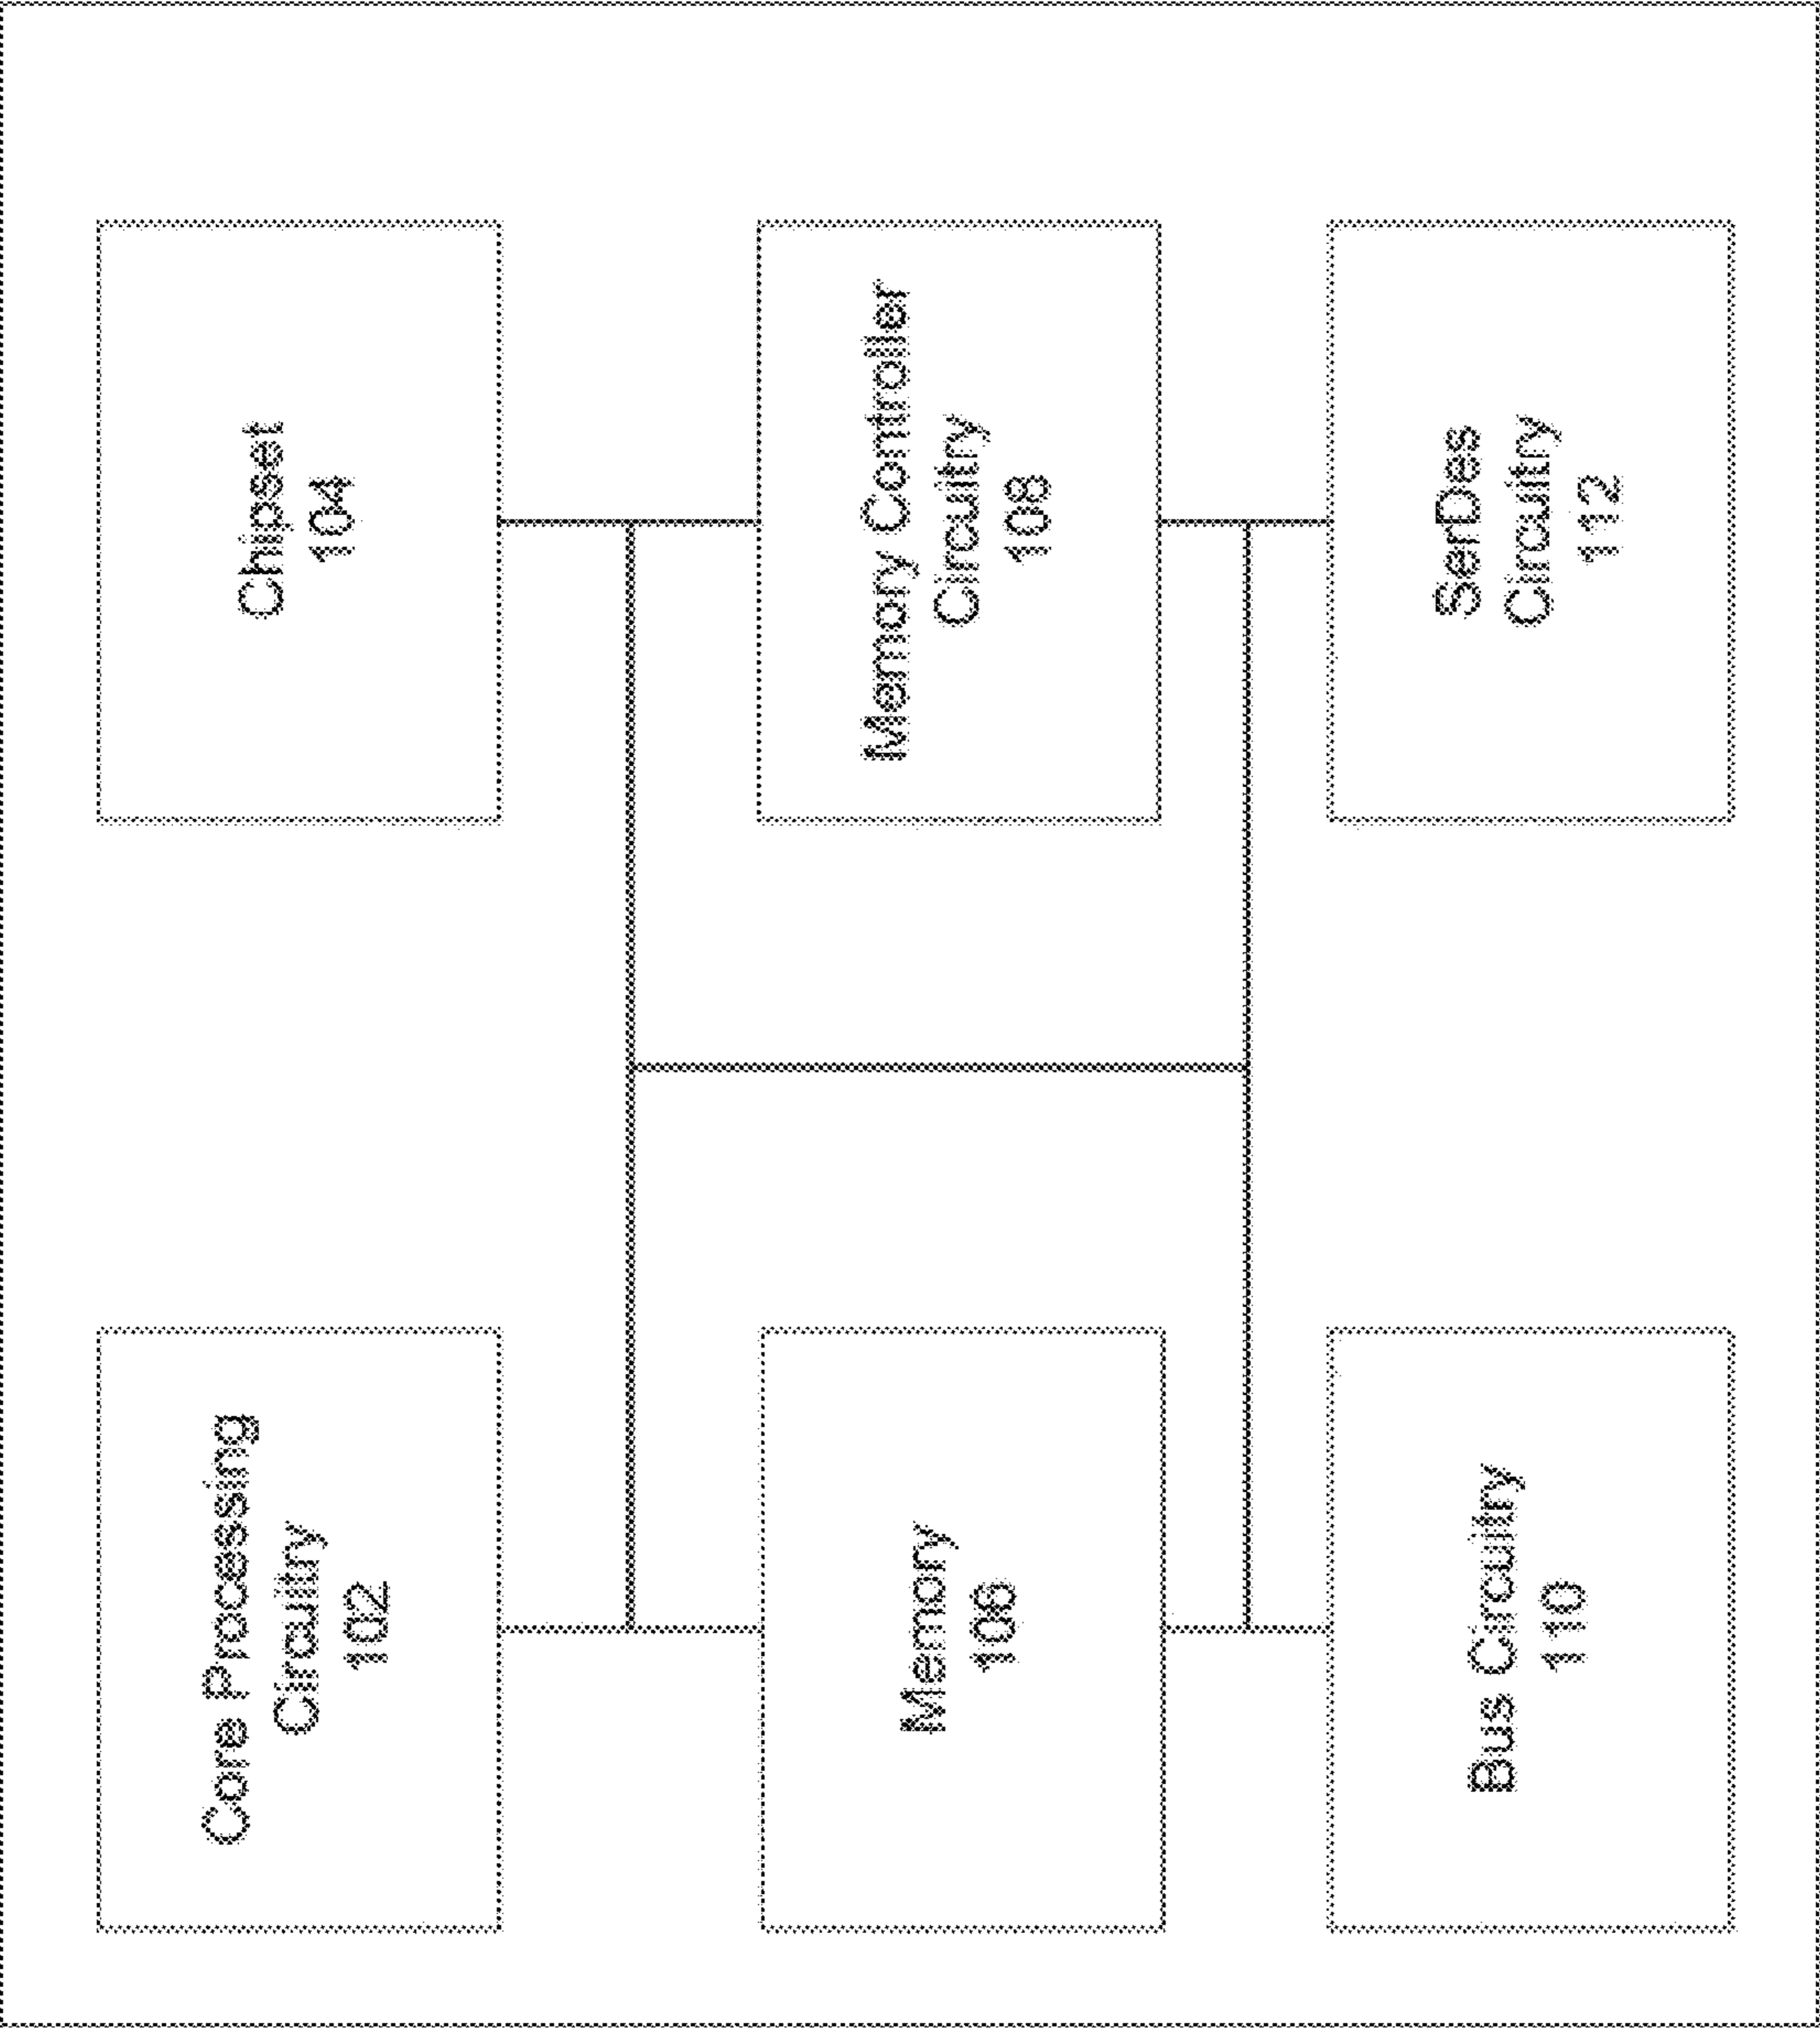 Core Processing
Circuitry
102
Chipset
104
Memory
106
Memory Controller
Circuitry
108
Bus Circuitry
110
SerDes
Circuitry
112